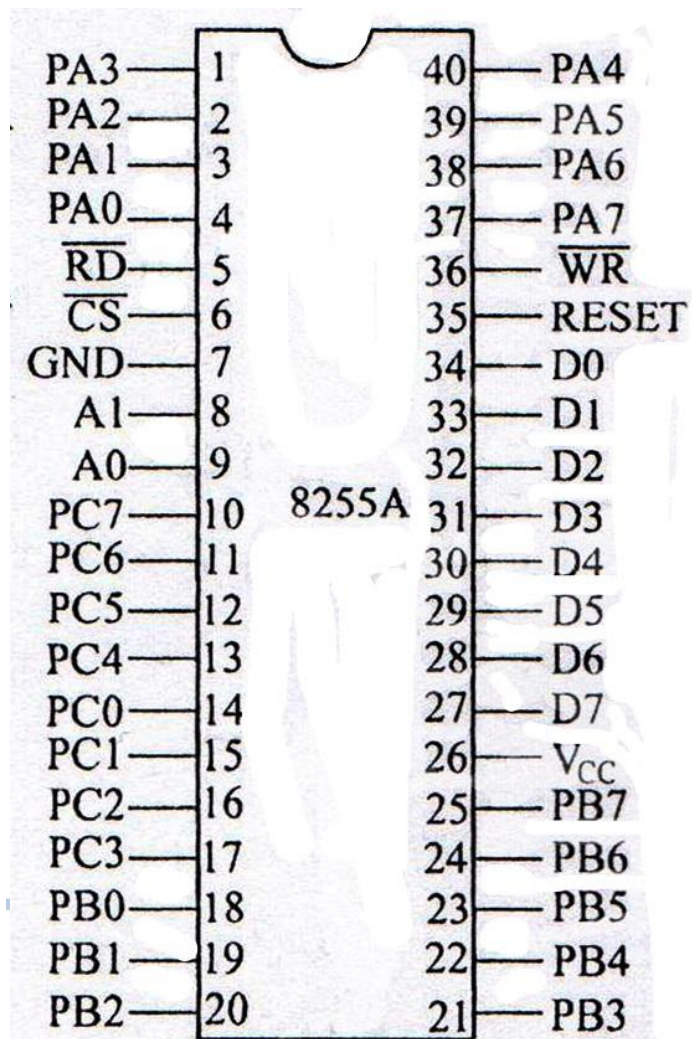 PA3 1 40 PA4
PA2 2 39 PA5
PA1 3 38 PA6
PA0 4 37 PA7
R̅D̅ 5 36 W̅R̅
C̅S̅ 6 35 RESET
GND 7 34 D0
A1 8 33 D1
A0 9 32 D2
PC7 10 8255A 31 D3
PC6 11 30 D4
PC5 12 29 D5
PC4 13 28 D6
PC0 14 27 D7
PC1 15 26 VCC
PC2 16 25 PB7
PC3 17 24 PB6
PB0 18 23 PB5
PB1 19 22 PB4
PB2 20 21 PB3